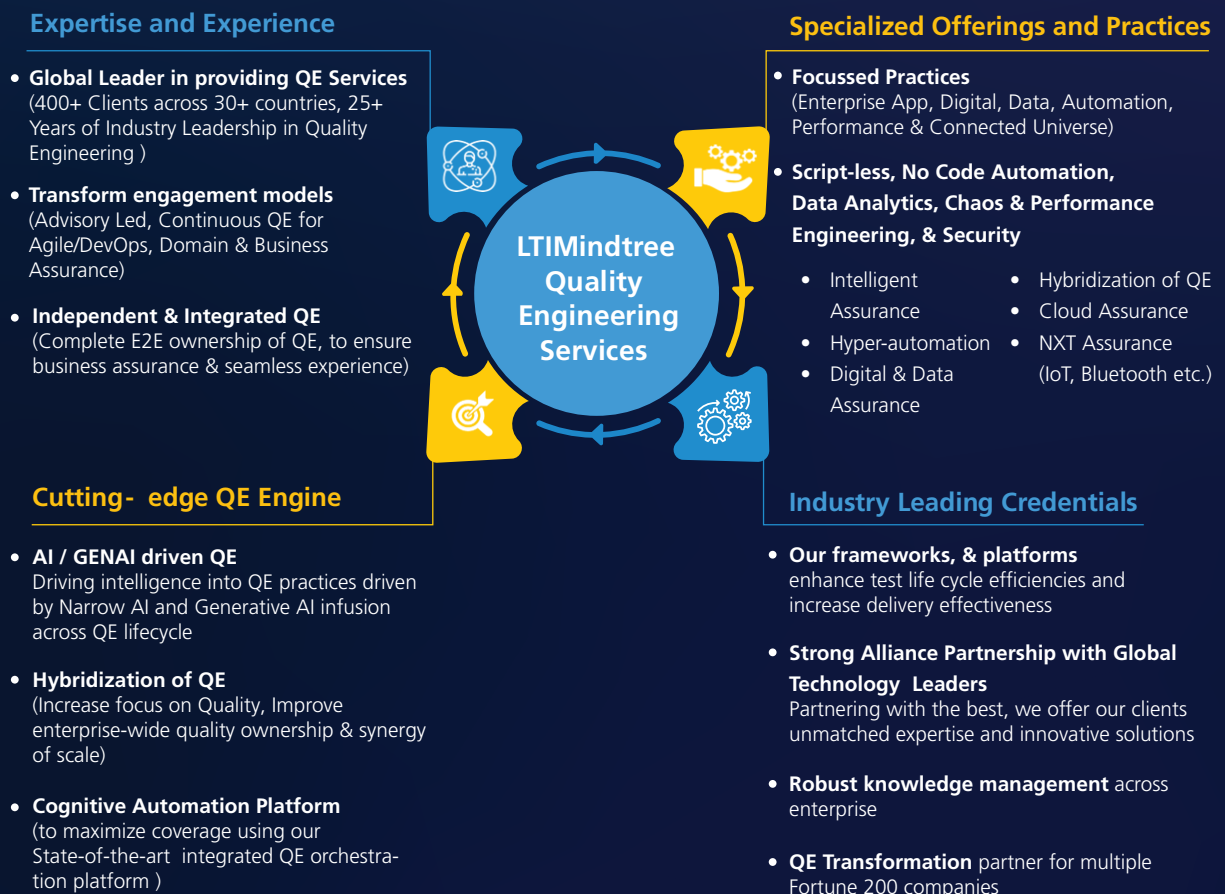 Expertise and Experience
• Global Leader in providing QE Services
(400+ Clients across 30+ countries, 25+
Years of Industry Leadership in Quality
Engineering )
• Transform engagement models
(Advisory Led, Continuous QE for
Agile/DevOps, Domain & Business
Assurance)
• Independent & Integrated QE
(Complete E2E ownership of QE, to ensure
business assurance & seamless experience)
LTIMindtree
Quality
Engineering
Services
Specialized Offerings and Practices
• Focussed Practices
(Enterprise App, Digital, Data, Automation,
Performance & Connected Universe)
• Script-less, No Code Automation,
Data Analytics, Chaos & Performance
Engineering, & Security
• Intelligent
Assurance
• Hyper-automation
• Digital & Data
Assurance
• Hybridization of QE
• Cloud Assurance
• NXT Assurance
(IoT, Bluetooth etc.)
Cutting- edge QE Engine
• AI / GENAI driven QE
Driving intelligence into QE practices driven
by Narrow AI and Generative AI infusion
across QE lifecycle
• Hybridization of QE
(Increase focus on Quality, Improve
enterprise-wide quality ownership & synergy
of scale)
• Cognitive Automation Platform
(to maximize coverage using our
State-of-the-art integrated QE orchestra-
tion platform )
Industry Leading Credentials
• Our frameworks, & platforms
enhance test life cycle efficiencies and
increase delivery effectiveness
• Strong Alliance Partnership with Global
Technology Leaders
Partnering with the best, we offer our clients
unmatched expertise and innovative solutions
• Robust knowledge management across
enterprise
• QE Transformation partner for multiple
Fortune 200 companies